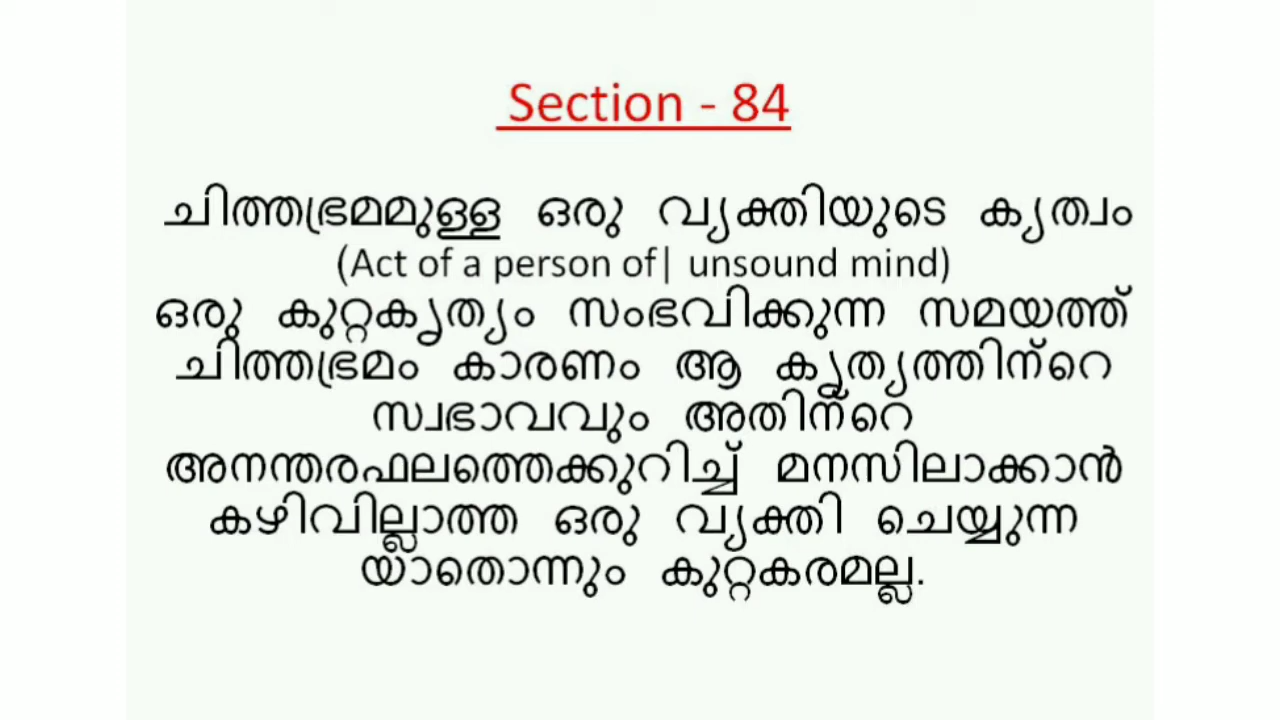 Section - 84
ചിത്തഭ്രമമുള്ള ഒരു വ്യക്തിയുടെ ക്യത്വം
(Act of a person of| unsound mind)
ഒരു കുറ്റകൃത്യം സംഭവിക്കുന്ന സമയത്ത്
ചിത്തഭ്രമം കാരണം ആ കൃത്യത്തിന്റെ
സ്വഭാവവും അതിന്റെ
അനന്തരഫലത്തെക്കുറിച്ച് മനസിലാക്കാൻ
കഴിവില്ലാത്ത ഒരു വ്യക്തി ചെയ്യുന്ന
യാതൊന്നും കുറ്റകരമല്ല.